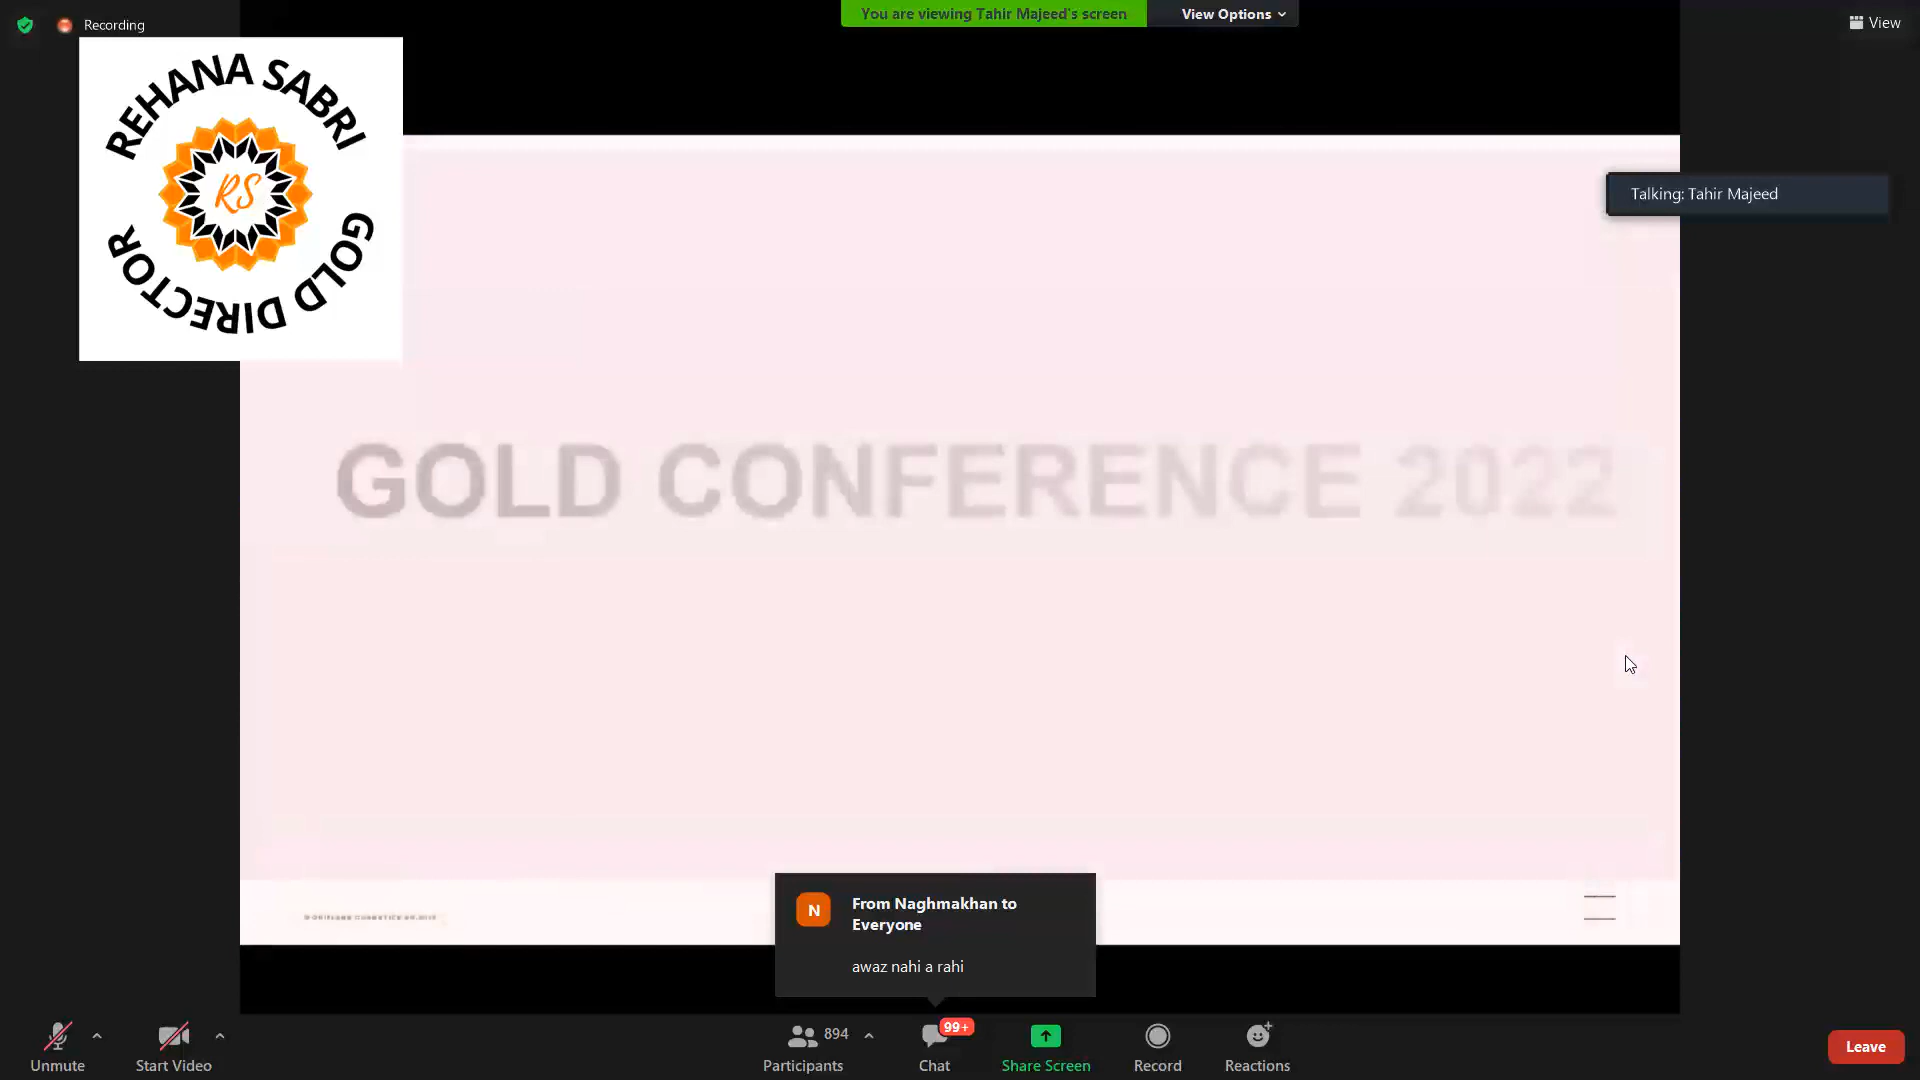 Recording
You are viewing Tahir Majeed's screen
View Options
View
REHANA SABRI
RS
GOLD DIRECTOR
Talking: Tahir Majeed
GOLD CONFERENCE 2022
N
From Naghmakhan to
Everyone
awaz nahi a rahi
Unmute
Start Video
894
Participants
99+
Chat
Share Screen
Record
Reactions
Leave